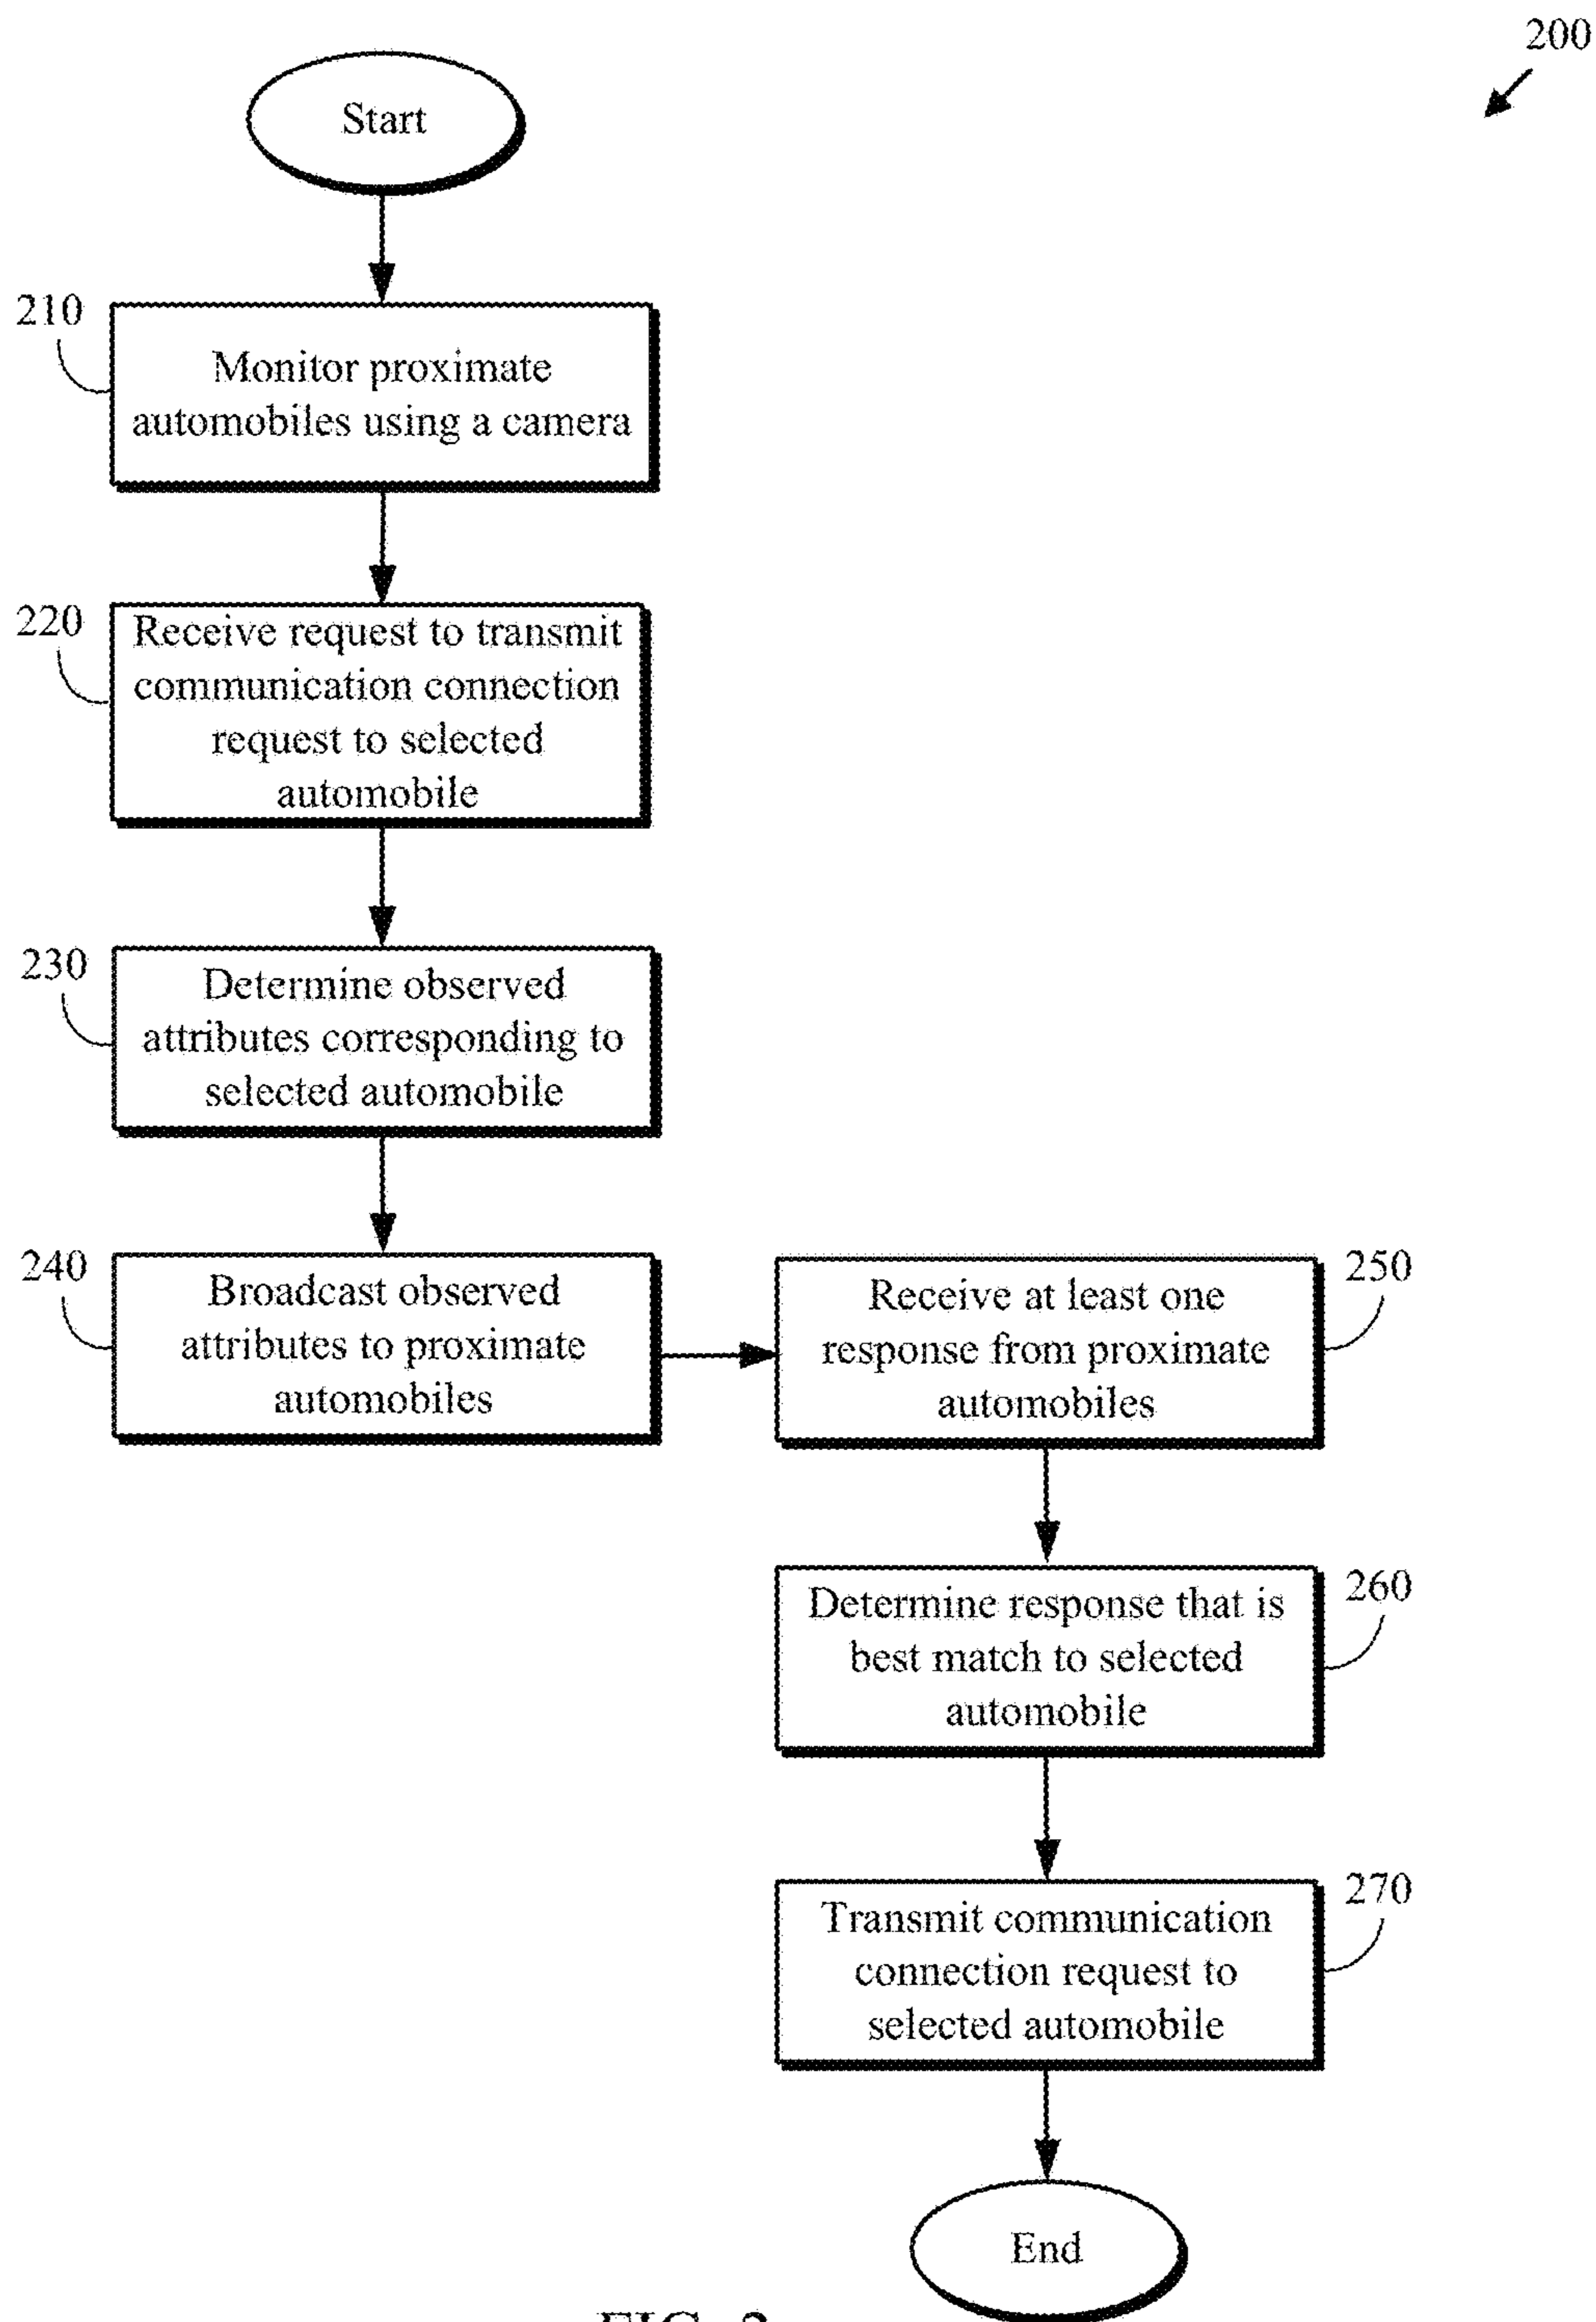 200
Start
210
Monitor proximate
automobiles using a camera
220
Receive request to transmit
communication connection
request to selected
automobile
230
Determine observed
attributes corresponding to
selected automobile
240
Broadcast observed
attributes to proximate
automobiles
250
Receive at least one
response from proximate
automobiles
260
Determine response that is
best match to selected
automobile
270
Transmit communication
connection request to
selected automobile
End
FIG. 2